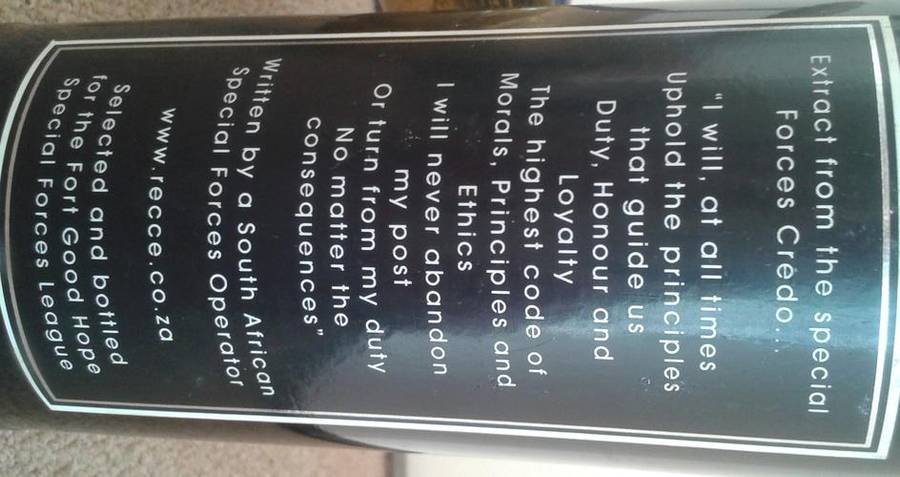 Extract from the special
Forces Credo...
"I will, at all times
Uphold the principles
that guide us
Duty, Honour and
Loyalty
The highest code of
Morals, Principles and
Ethics
I will never abandon
my post
Or turn from my duty
No matter the
consequences"
Written by a South African
Special Forces Operator
www.recce.co.za
Selected and bottled
for the Fort Good Hope
Special Forces League